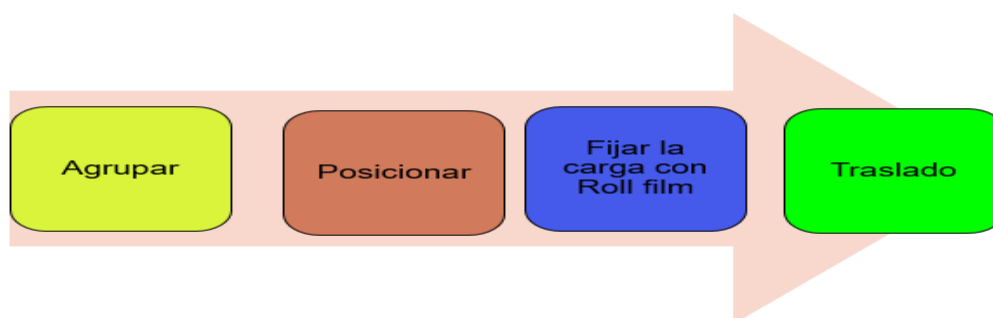 Agrupar
Posicionar
Fijar la
carga con
Roll film
Traslado